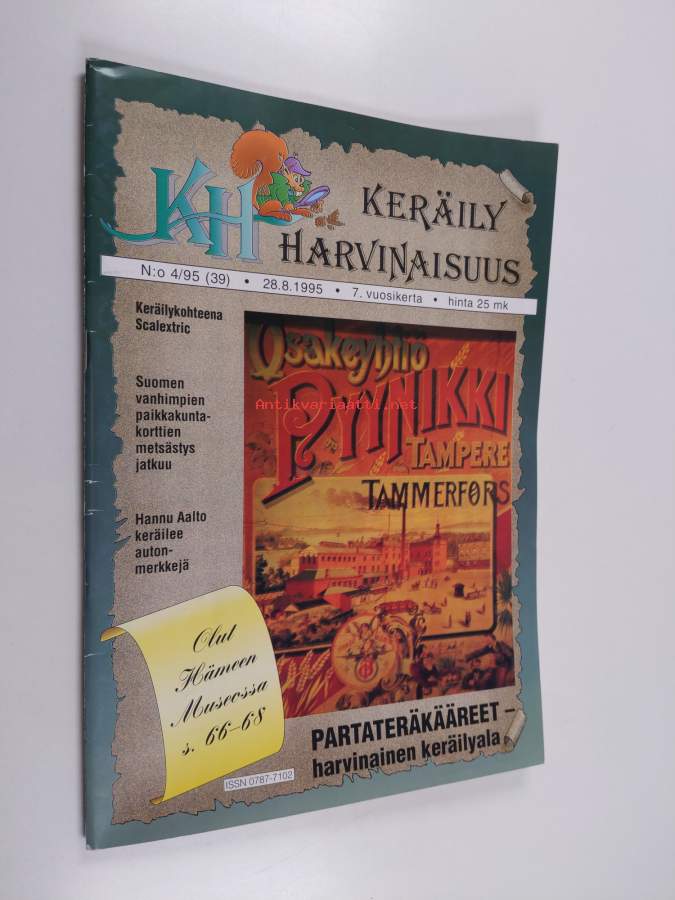 KH
KERÄILY
HARVINAISUUS
N:o 4/95 (39) • 28.8.1995 • 7. vuosikerta • hinta 25 mk
Keräilykohteena
Scalextric
Suomen
vanhimpien
paikkakunta-
korttien
metsästys
jatkuu
Hannu Aalto
keräilee
auton-
merkkejä
Osakeyhtiö
PYYNIKKI
TAMPERE
TAMMERFORS
Antikvariaatti.net
Olut
Hämeen
Museossa
s. 66-68
PARTATERÄKÄÄREET –
harvinainen keräilyala
ISSN 0787-7102